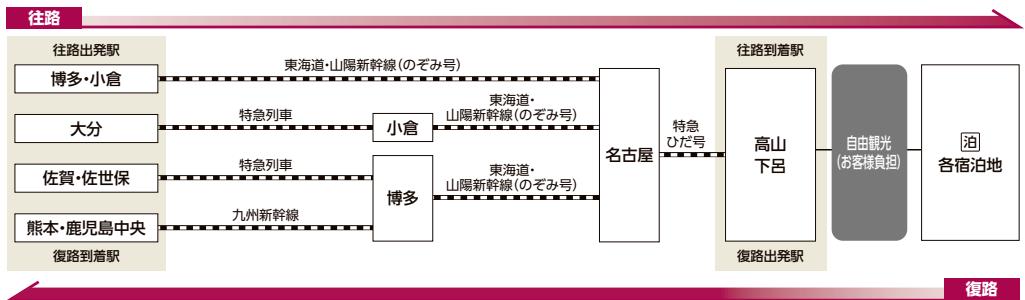 往路
往路出発駅
博多・小倉
東海道・山陽新幹線(のぞみ号)
大分
特急列車
小倉
東海道・
山陽新幹線(のぞみ号)
佐賀・佐世保
特急列車
博多
東海道・
山陽新幹線(のぞみ号)
熊本・鹿児島中央
九州新幹線
復路到着駅
名古屋
特急
ひだ号
往路到着駅
高山
下呂
復路出発駅
自由観光
(お客様負担)
泊
各宿泊地
復路